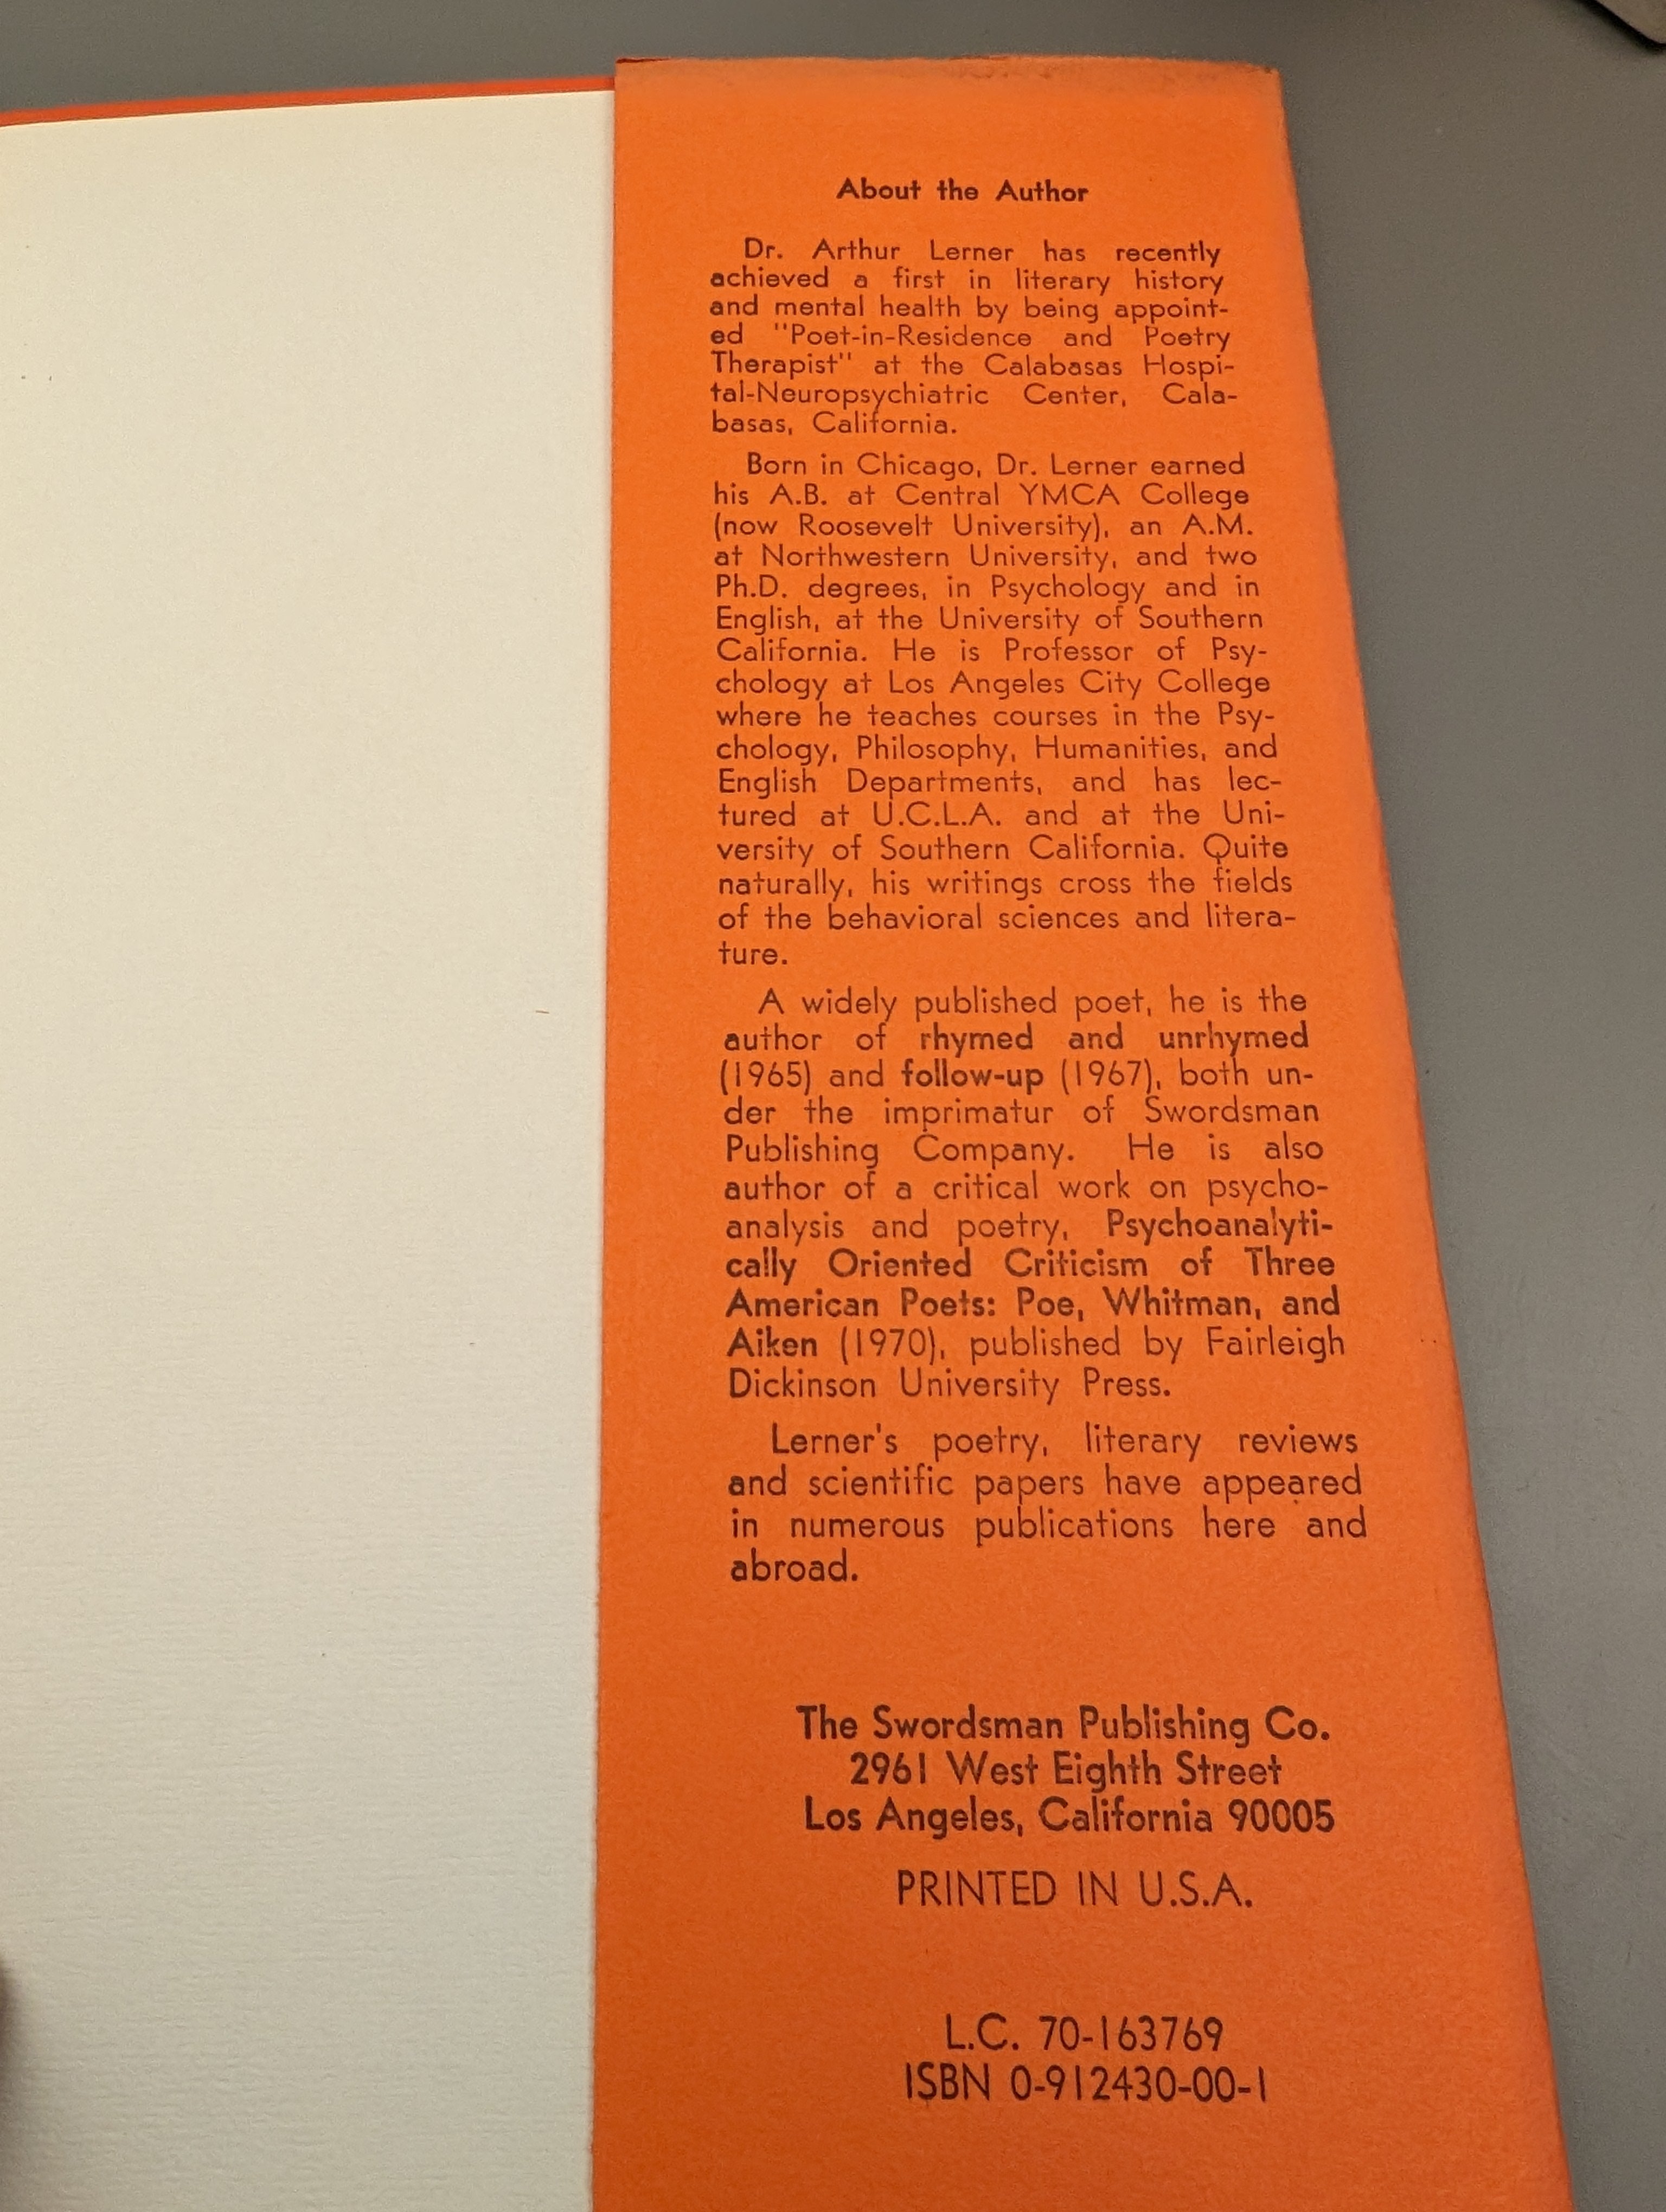 About the Author
Dr. Arthur Lerner has recently
achieved a first in literary history
and mental health by being appoint-
ed "Poet-in-Residence and Poetry
Therapist" at the Calabasas Hospi-
tal-Neuropsychiatric Center, Cala-
basas, California.
Born in Chicago, Dr. Lerner earned
his A.B. at Central YMCA College
(now Roosevelt University), an A.M.
at Northwestern University, and two
Ph.D. degrees, in Psychology and in
English, at the University of Southern
California. He is Professor of Psy-
chology at Los Angeles City College
where he teaches courses in the Psy-
chology, Philosophy, Humanities, and
English Departments, and has lec-
tured at U.C.L.A. and at the Uni-
versity of Southern California. Quite
naturally, his writings cross the fields
of the behavioral sciences and litera-
ture.
A widely published poet, he is the
author of rhymed and unrhymed
(1965) and follow-up (1967), both un-
der the imprimatur of Swordsman
Publishing Company. He is also
author of a critical work on psycho-
analysis and poetry, Psychoanalyti-
cally Oriented Criticism of Three
American Poets: Poe, Whitman, and
Aiken (1970), published by Fairleigh
Dickinson University Press.
Lerner's poetry, literary reviews
and scientific papers have appeared
in numerous publications here and
abroad.
The Swordsman Publishing Co.
2961 West Eighth Street
Los Angeles, California 90005
PRINTED IN U.S.A.
L.C. 70-163769
ISBN 0-912430-00-1